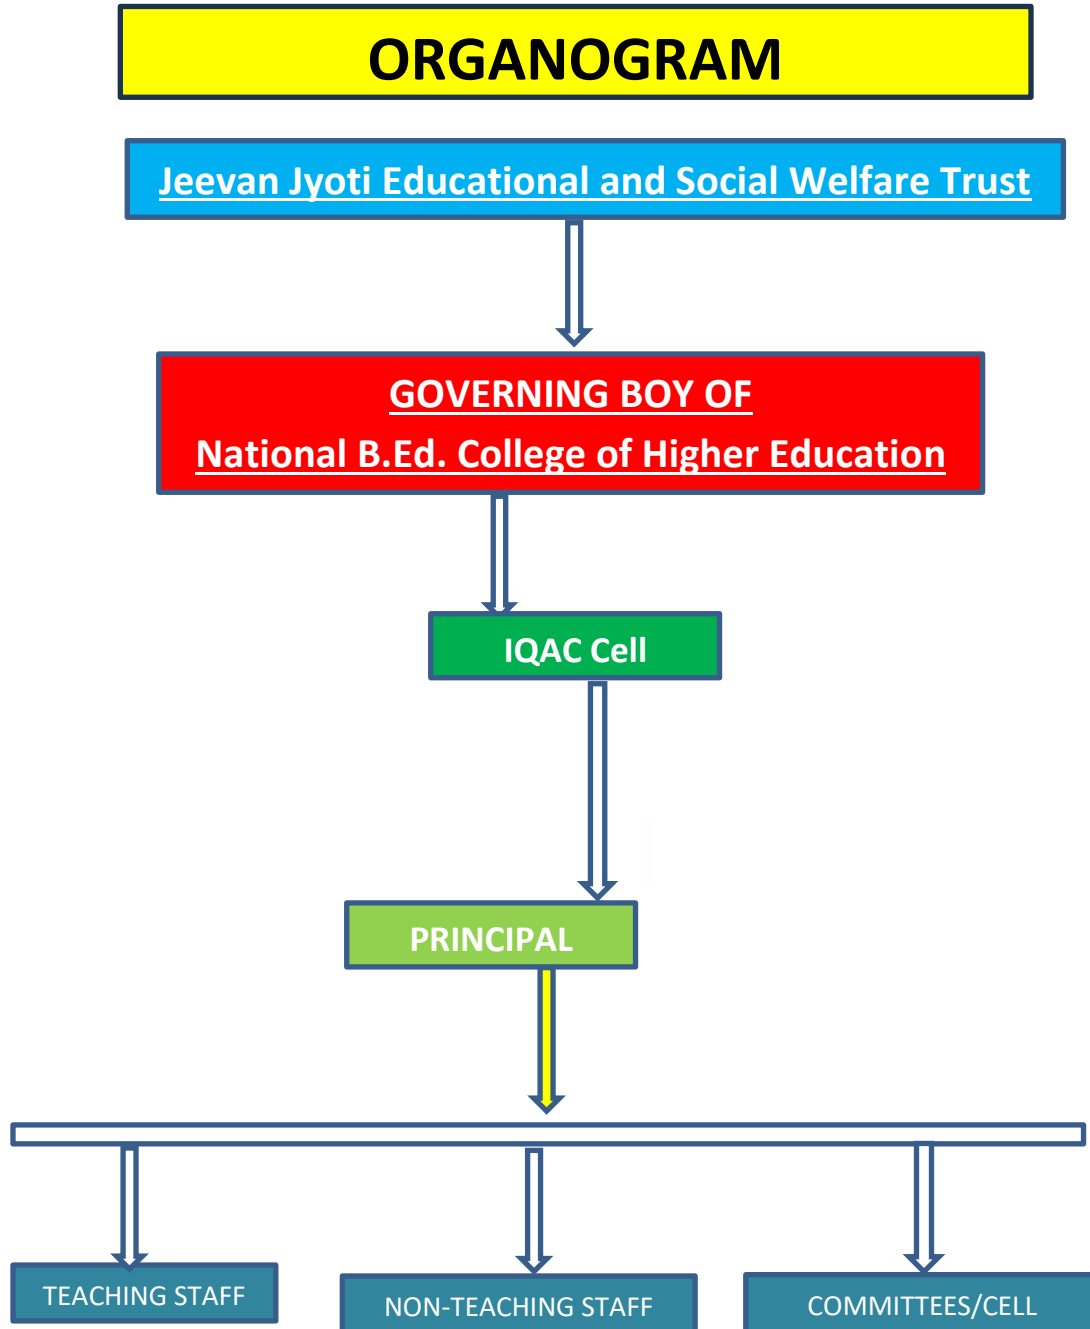 ORGANOGRAM
Jeevan Jyoti Educational and Social Welfare Trust
GOVERNING BOY OF
National B.Ed. College of Higher Education
IQAC Cell
PRINCIPAL
TEACHING STAFF
NON-TEACHING STAFF
COMMITTEES/CELL